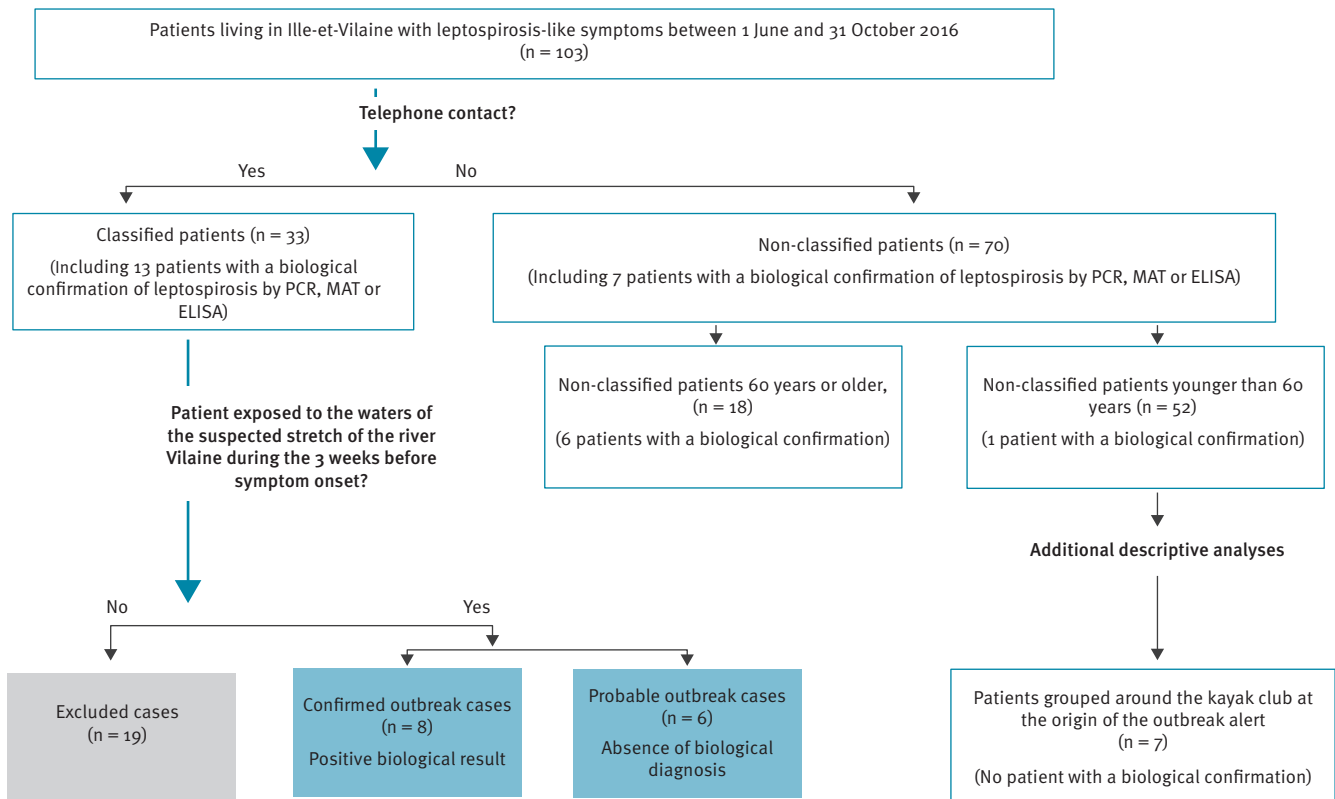 Patients living in Ille-et-Vilaine with leptospirosis-like symptoms between 1 June and 31 October 2016
(n = 103)
Telephone contact?
Yes
No
Classified patients (n = 33)
(Including 13 patients with a biological
confirmation of leptospirosis by PCR, MAT or
ELISA)
Non-classified patients (n = 70)
(Including 7 patients with a biological confirmation of leptospirosis by PCR, MAT or ELISA)
Non-classified patients 60 years or older,
(n = 18)
(6 patients with a biological confirmation)
Non-classified patients younger than 60
years (n = 52)
(1 patient with a biological confirmation)
Patient exposed to the waters of
the suspected stretch of the river
Vilaine during the 3 weeks before
symptom onset?
Additional descriptive analyses
No
Yes
Excluded cases
(n = 19)
Confirmed outbreak cases
(n = 8)
Positive biological result
Probable outbreak cases
(n = 6)
Absence of biological
diagnosis
Patients grouped around the kayak club at
the origin of the outbreak alert
(n = 7)
(No patient with a biological confirmation)